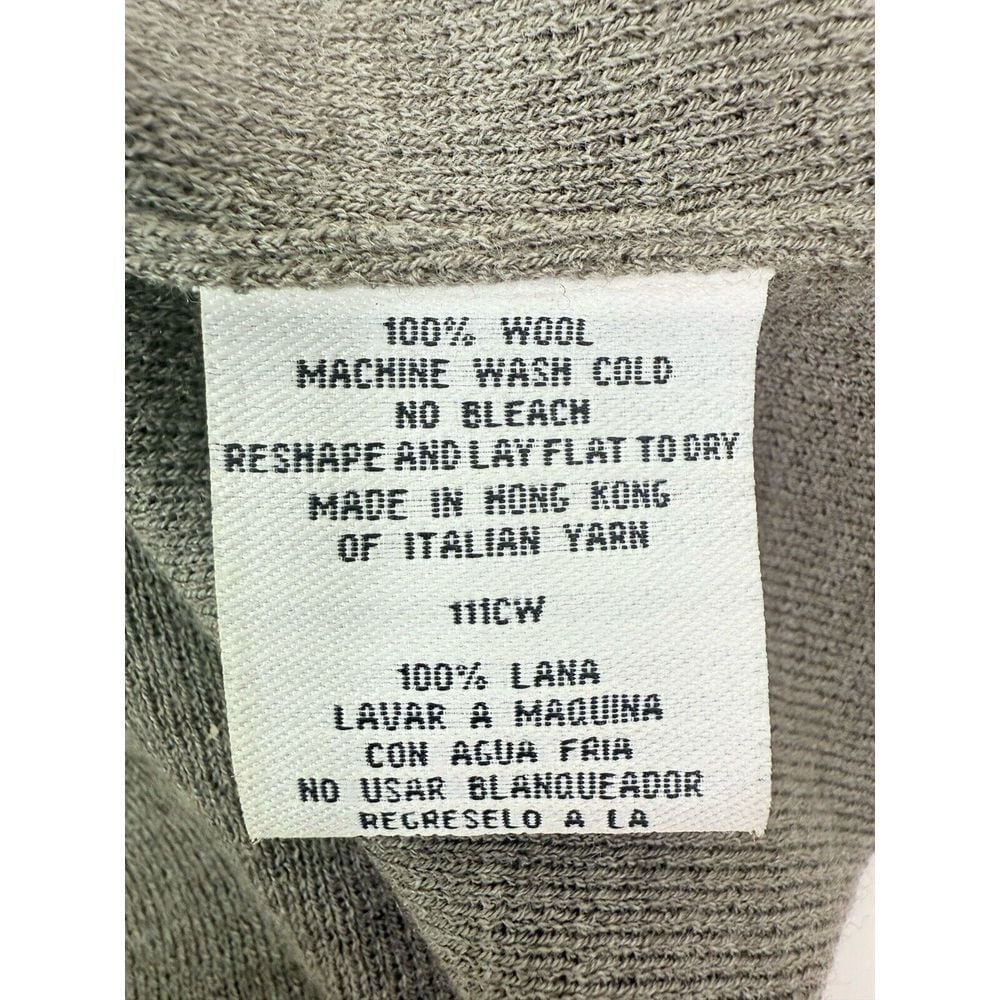 100% WOOL
MACHINE WASH COLD
NO BLEACH
RESHAPE AND LAY FLAT TO DRY
MADE IN HONG KONG
OF ITALIAN YARN
111CW
100% LANA
LAVAR A MAQUINA
CON AGUA FRIA
NO USAR BLANQUEADOR
REGRESELO A LA